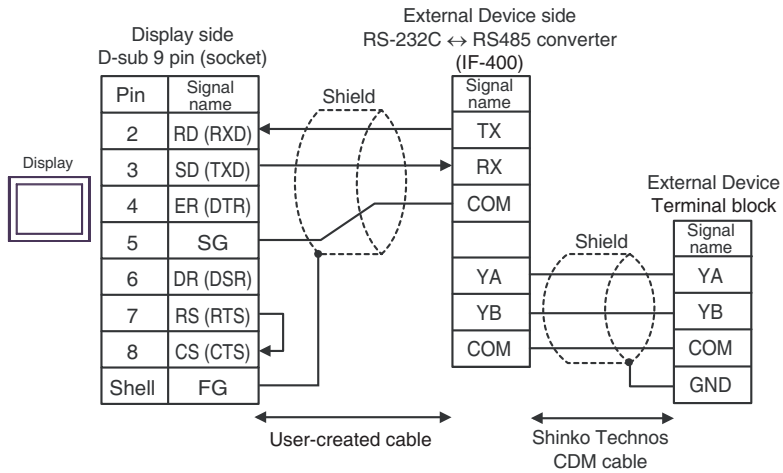 Display side
D-sub 9 pin (socket)
External Device side
RS-232C ↔ RS485 converter
(IF-400)
Pin
Signal name
2
RD (RXD)
3
SD (TXD)
4
ER (DTR)
5
SG
6
DR (DSR)
7
RS (RTS)
8
CS (CTS)
Shell
FG
Display
Shield
Signal name
TX
RX
COM
YA
YB
COM
Shield
External Device
Terminal block
Signal name
YA
YB
COM
GND
User-created cable
Shinko Technos
CDM cable